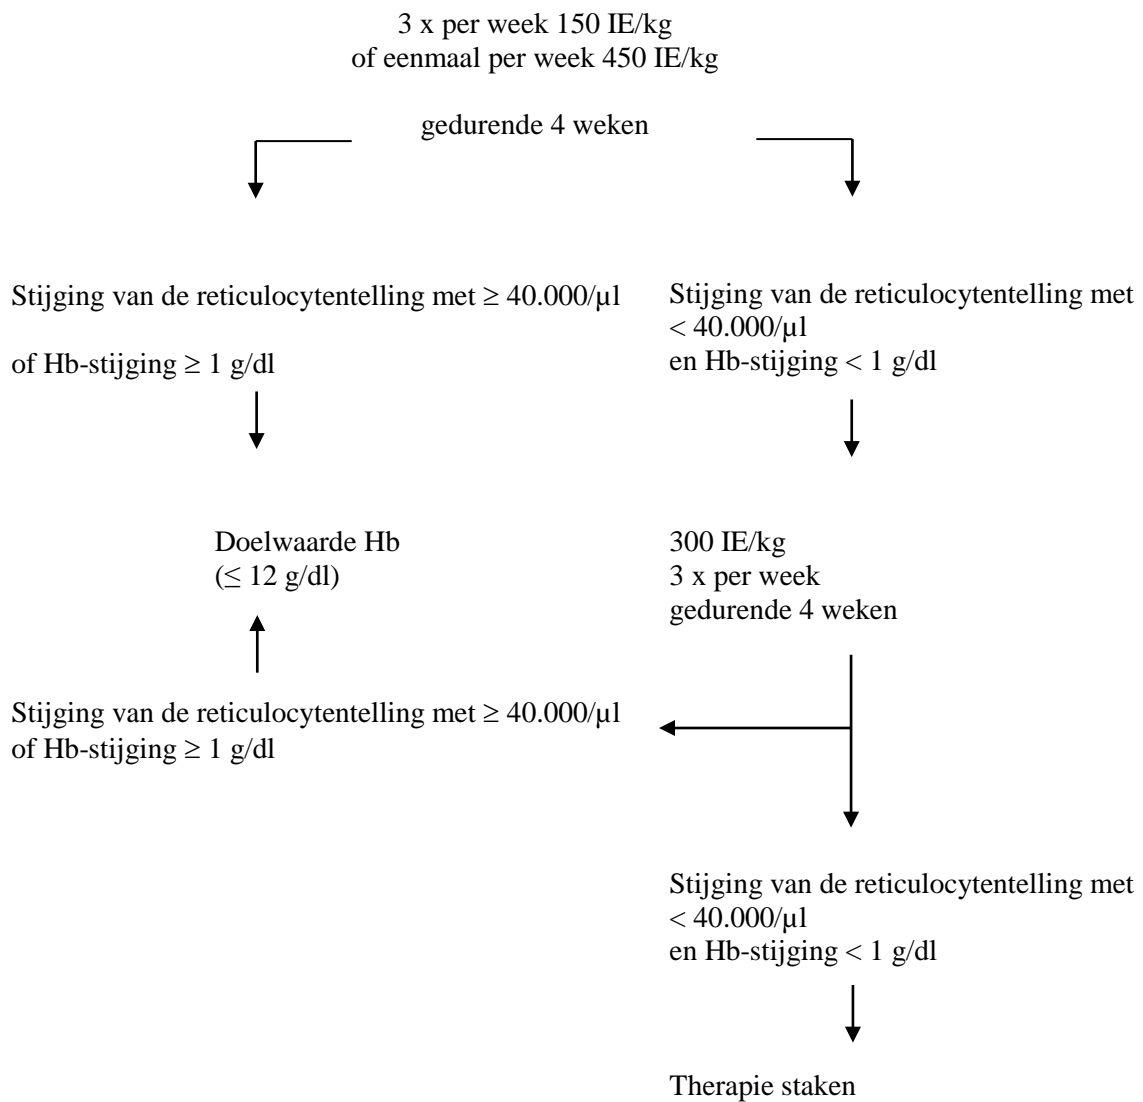 3 x per week 150 IE/kg
of eenmaal per week 450 IE/kg
gedurende 4 weken
Stijging van de reticulocytentelling met ≥ 40.000/µl
of Hb-stijging ≥ 1 g/dl
Stijging van de reticulocytentelling met
< 40.000/µl
en Hb-stijging < 1 g/dl
Doelwaarde Hb
(≤ 12 g/dl)
300 IE/kg
3 x per week
gedurende 4 weken
Stijging van de reticulocytentelling met ≥ 40.000/µl
of Hb-stijging ≥ 1 g/dl
Stijging van de reticulocytentelling met
< 40.000/µl
en Hb-stijging < 1 g/dl
Therapie staken